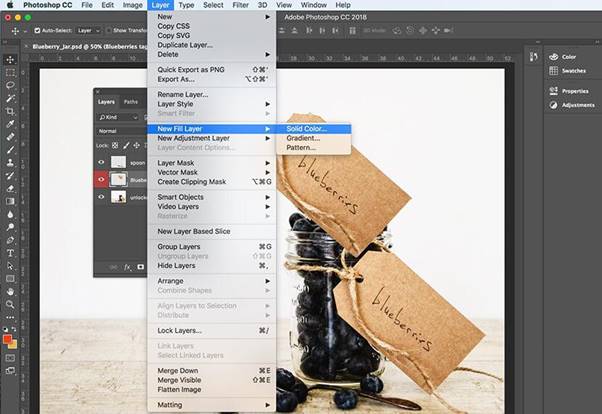 Photoshop CC File Edit Image Layer Type Select Filter 3D View Window Help
Adobe Photoshop CC 2018
Auto-Select: Layer Show Transform 3D Mode:
Blueberry_Jar.psd @ 50% (Blueberries tag
Layers Paths
Kind
Normal
Lock:
spoon
Bluebe
unlock
fx
New
Copy CSS
Copy SVG
Duplicate Layer...
Delete
Quick Export as PNG ⇧⌘'
Export As... ⌥⇧⌘'
Rename Layer...
Layer Style
Smart Filter
New Fill Layer
New Adjustment Layer
Layer Content Options...
Layer Mask
Vector Mask
Create Clipping Mask ⌥⌘G
Smart Objects
Video Layers
Rasterize
New Layer Based Slice
Group Layers ⌘G
Ungroup Layers ⇧⌘G
Hide Layers ⌘,
Arrange
Combine Shapes
Align Layers to Selection
Distribute
Lock Layers... ⌘/
Link Layers
Select Linked Layers
Merge Down ⌘E
Merge Visible ⇧⌘E
Flatten Image
Matting
Solid Color...
Gradient...
Pattern...
blueberries
blueberries
Color
Swatches
Properties
Adjustments